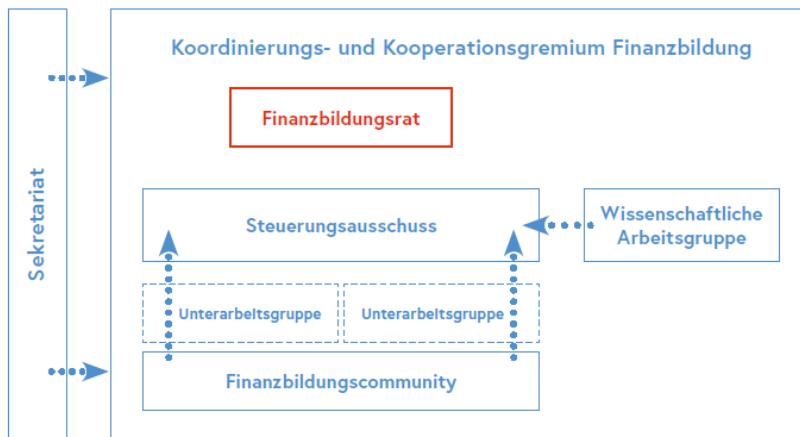 Koordinierungs- und Kooperationsgremium Finanzbildung
Finanzbildungsrat
Sekretariat
Steuerungsausschuss
Wissenschaftliche
Arbeitsgruppe
Unterarbeitsgruppe
Unterarbeitsgruppe
Finanzbildungscommunity